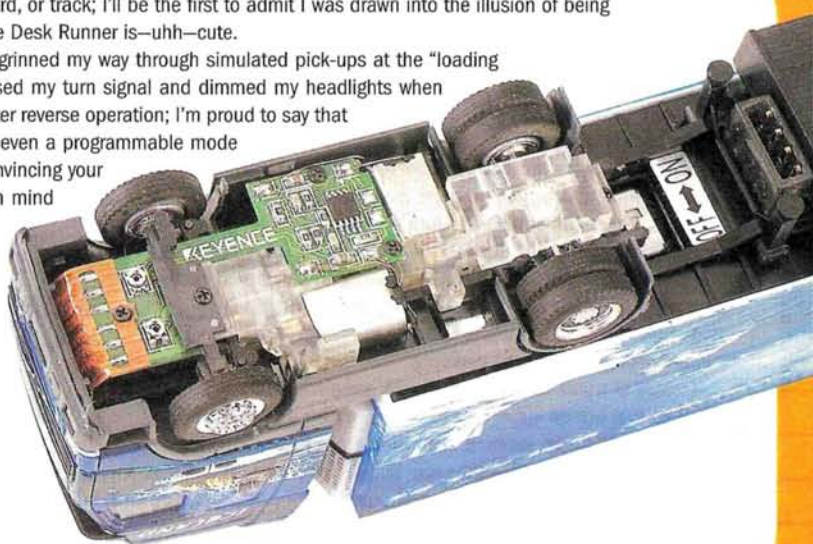 ard, or track; I'll be the first to admit I was drawn into the illusion of being
e Desk Runner is—uhh—cute.
grinned my way through simulated pick-ups at the "loading
sed my turn signal and dimmed my headlights when
er reverse operation; I'm proud to say that
even a programmable mode
nvincing your
n mind
KEYENCE
OFF ↔ ON